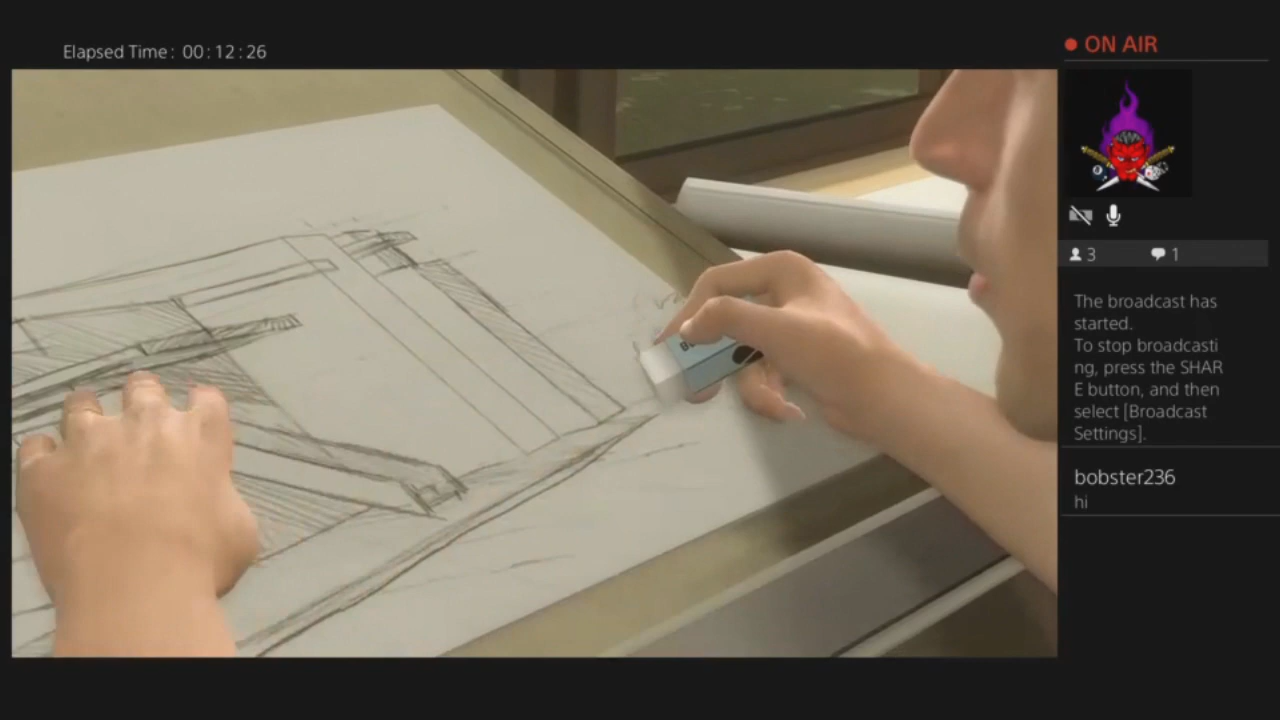 Elapsed Time: 00:12:26
ON AIR
3
1
The broadcast has
started.
To stop broadcasti
ng, press the SHAR
E button, and then
select [Broadcast
Settings].
bobster236
hi